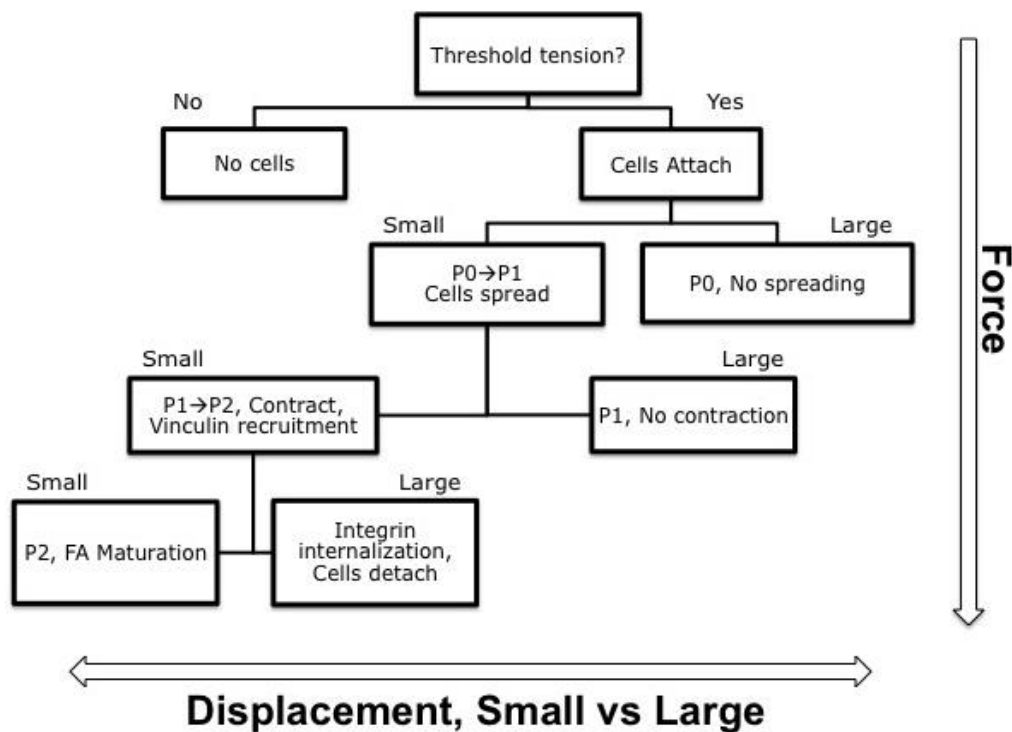 Threshold tension?
No
Yes
No cells
Cells Attach
Small
Large
P0→P1
Cells spread
P0, No spreading
Small
Large
P1→P2, Contract,
Vinculin recruitment
P1, No contraction
Small
Large
P2, FA Maturation
Integrin
internalization,
Cells detach
Force
Displacement, Small vs Large